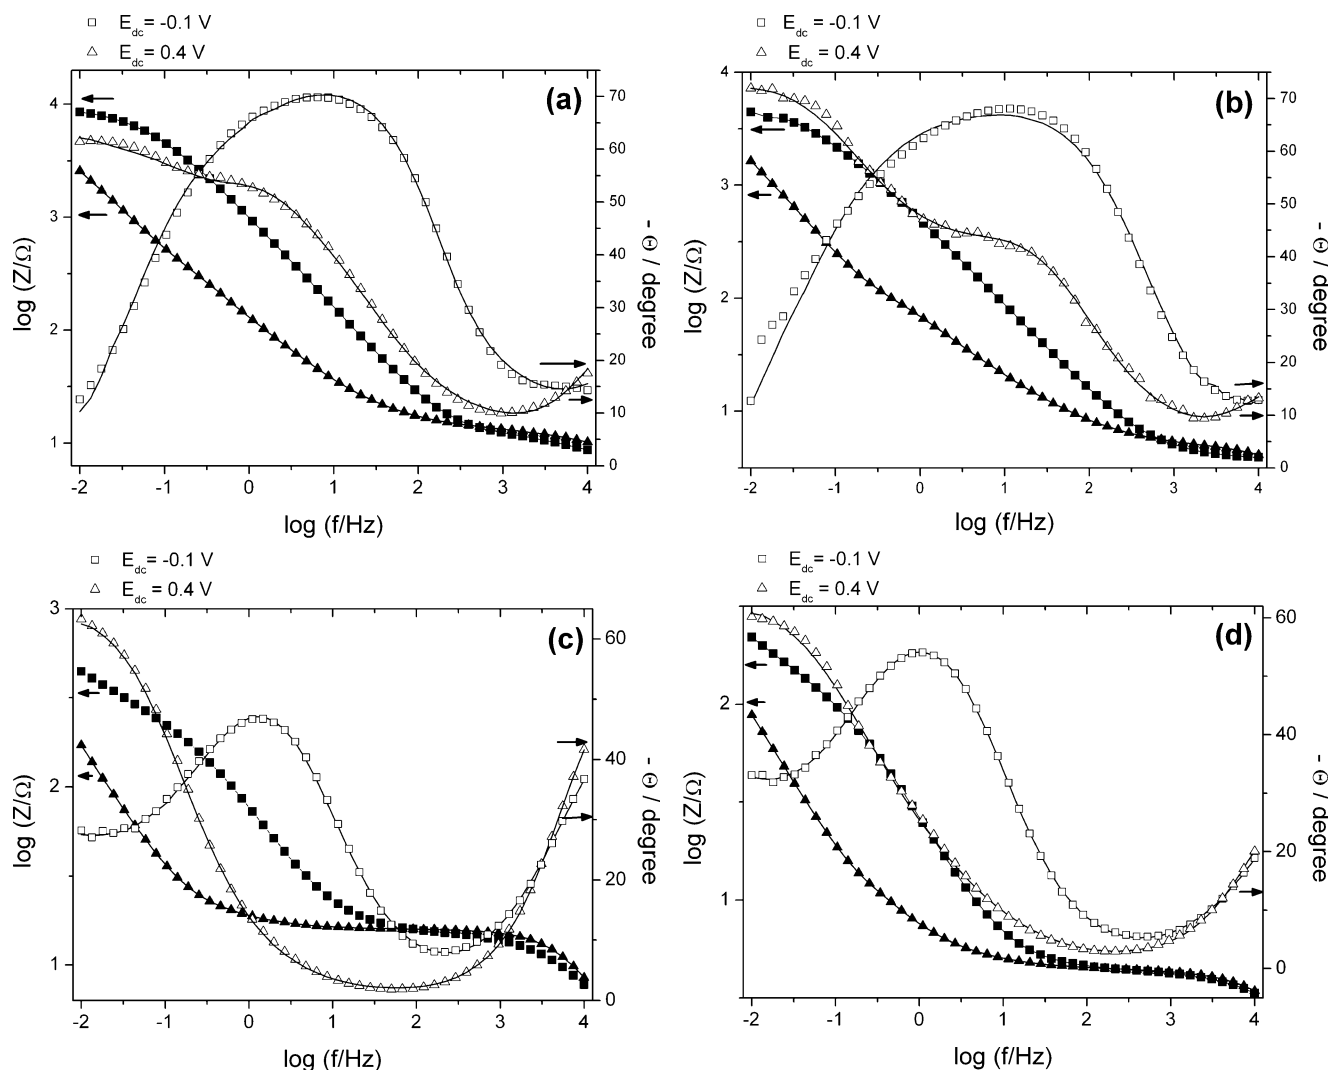 E_dc= -0.1 V
E_dc= 0.4 V
(a)
log (Z/Ω)
4
3
2
1
70
60
50
40
30
20
10
0
- Θ / degree
-2 -1 0 1 2 3 4
log (f/Hz)
E_dc= -0.1 V
E_dc= 0.4 V
(b)
log (Z/Ω)
4
3
2
1
70
60
50
40
30
20
10
0
- Θ / degree
-2 -1 0 1 2 3 4
log (f/Hz)
E_dc= -0.1 V
E_dc= 0.4 V
(c)
log (Z/Ω)
3
2
1
60
40
20
0
- Θ / degree
-2 -1 0 1 2 3 4
log (f/Hz)
E_dc= -0.1 V
E_dc= 0.4 V
(d)
log (Z/Ω)
2
1
60
40
20
0
- Θ / degree
-2 -1 0 1 2 3 4
log (f/Hz)